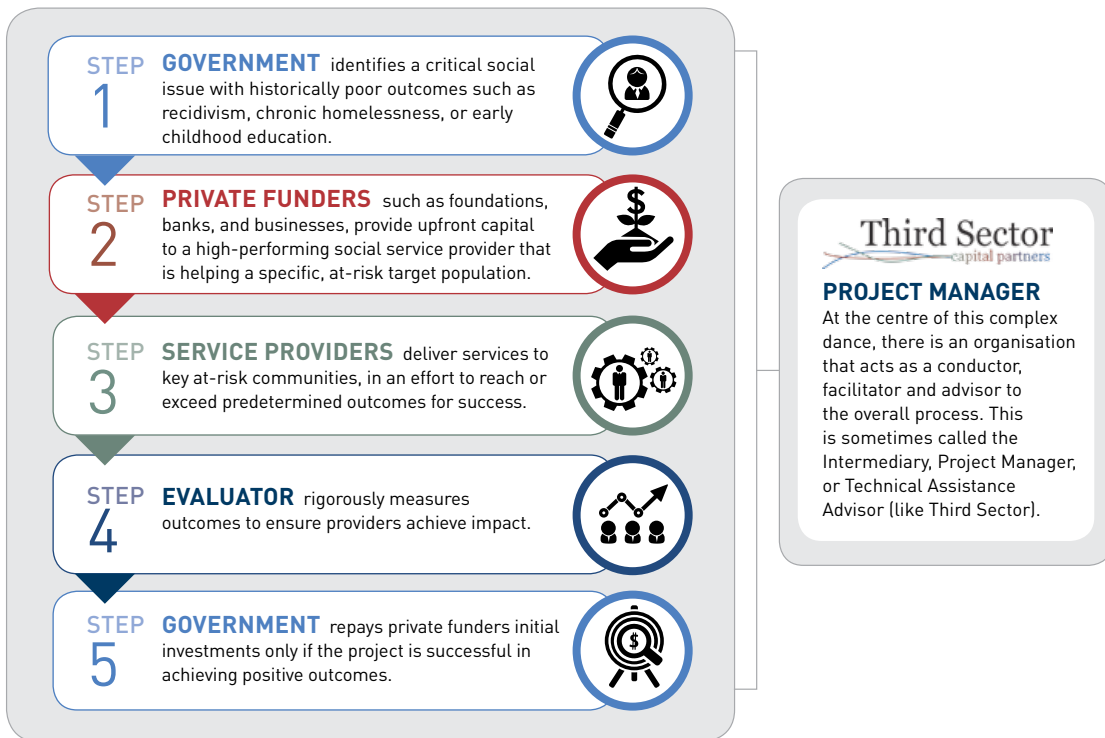 STEP 1
GOVERNMENT identifies a critical social
issue with historically poor outcomes such as
recidivism, chronic homelessness, or early
childhood education.
STEP 2
PRIVATE FUNDERS such as foundations,
banks, and businesses, provide upfront capital
to a high-performing social service provider that
is helping a specific, at-risk target population.
$
STEP 3
SERVICE PROVIDERS deliver services to
key at-risk communities, in an effort to reach or
exceed predetermined outcomes for success.
STEP 4
EVALUATOR rigorously measures
outcomes to ensure providers achieve impact.
STEP 5
GOVERNMENT repays private funders initial
investments only if the project is successful in
achieving positive outcomes.
$
Third Sector
capital partners
PROJECT MANAGER
At the centre of this complex
dance, there is an organisation
that acts as a conductor,
facilitator and advisor to
the overall process. This
is sometimes called the
Intermediary, Project Manager,
or Technical Assistance
Advisor (like Third Sector).